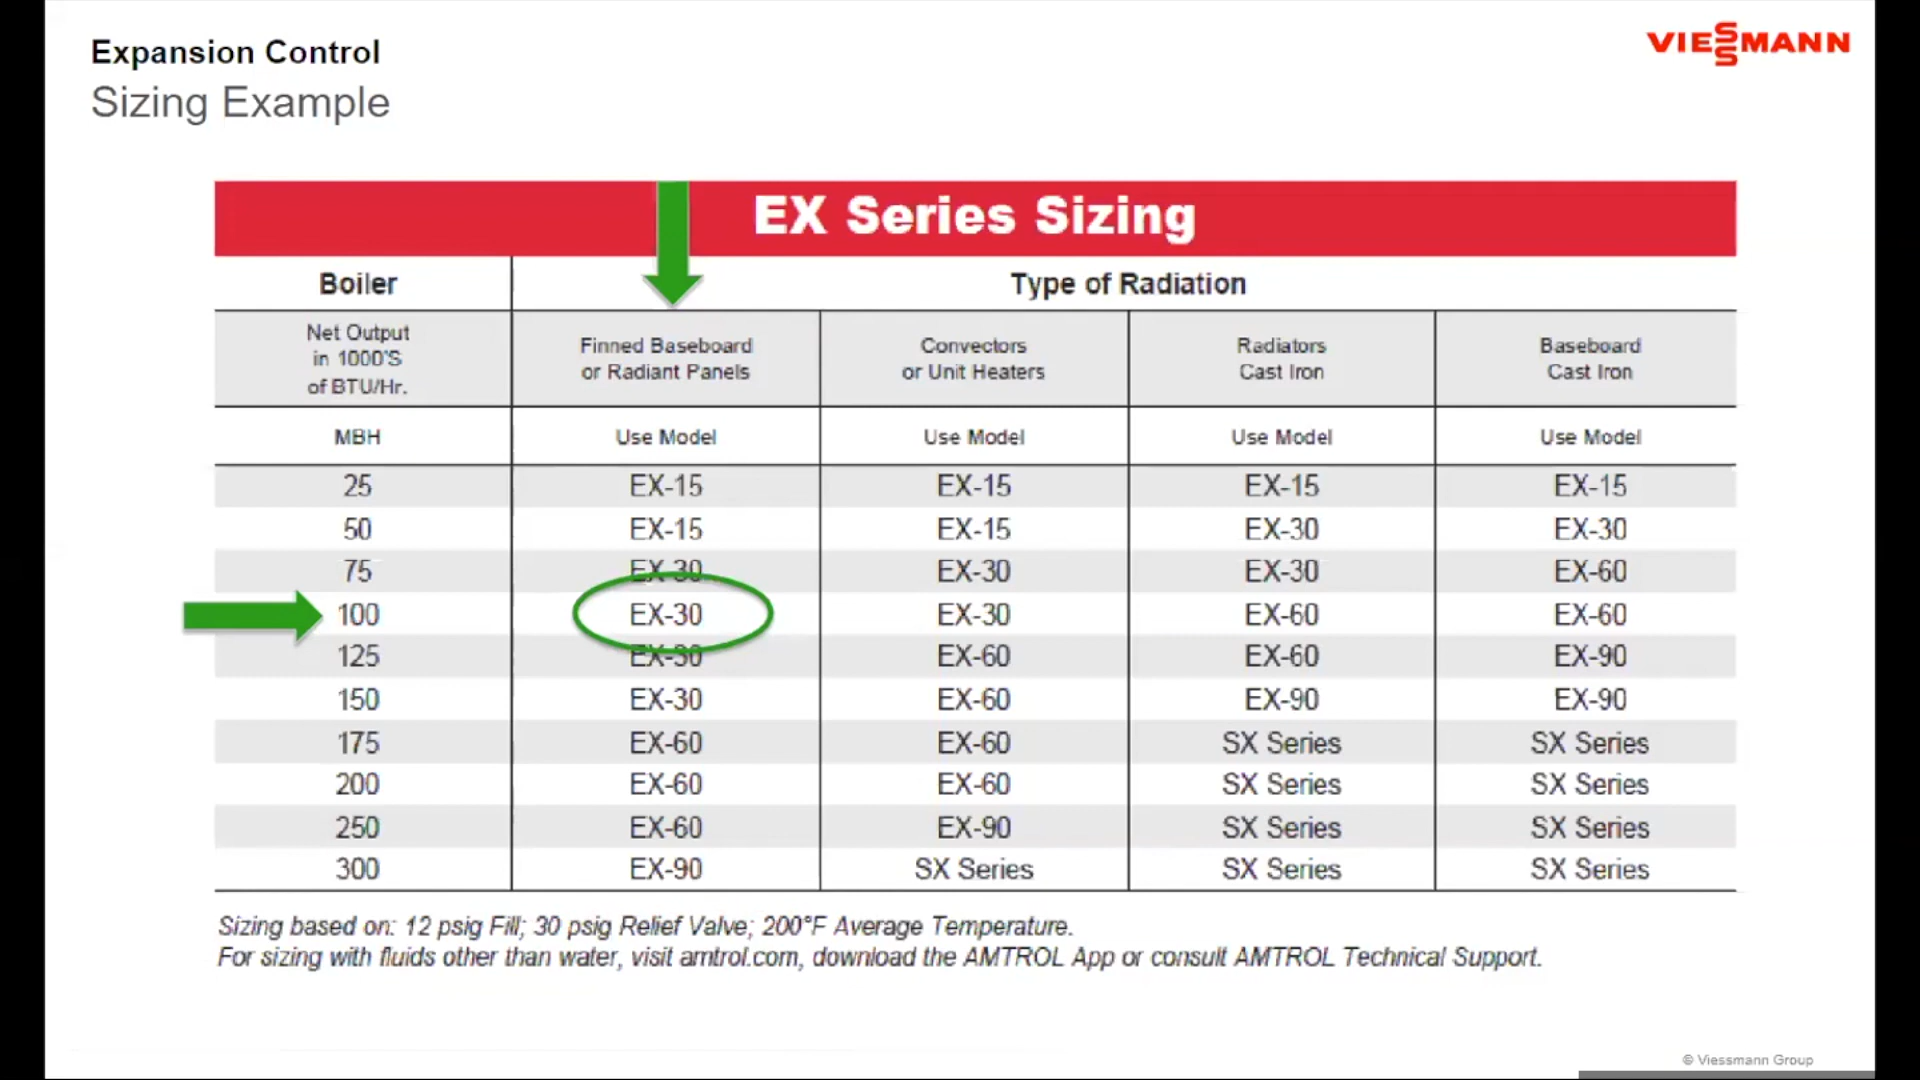 Expansion Control
VIESSMANN
Sizing Example
EX Series Sizing
Boiler
Type of Radiation
Net Output
in 1000'S
of BTU/Hr.
Finned Baseboard
or Radiant Panels
Convectors
or Unit Heaters
Radiators
Cast Iron
Baseboard
Cast Iron
MBH Use Model Use Model Use Model Use Model
25 EX-15 EX-15 EX-15 EX-15
50 EX-15 EX-15 EX-30 EX-30
75 EX-30 EX-30 EX-30 EX-60
100 EX-30 EX-30 EX-60 EX-60
125 EX-30 EX-60 EX-60 EX-90
150 EX-30 EX-60 EX-90 EX-90
175 EX-60 EX-60 SX Series SX Series
200 EX-60 EX-60 SX Series SX Series
250 EX-60 EX-90 SX Series SX Series
300 EX-90 SX Series SX Series SX Series
Sizing based on: 12 psig Fill; 30 psig Relief Valve; 200°F Average Temperature.
For sizing with fluids other than water, visit amtrol.com, download the AMTROL App or consult AMTROL Technical Support.
© Viessmann Group